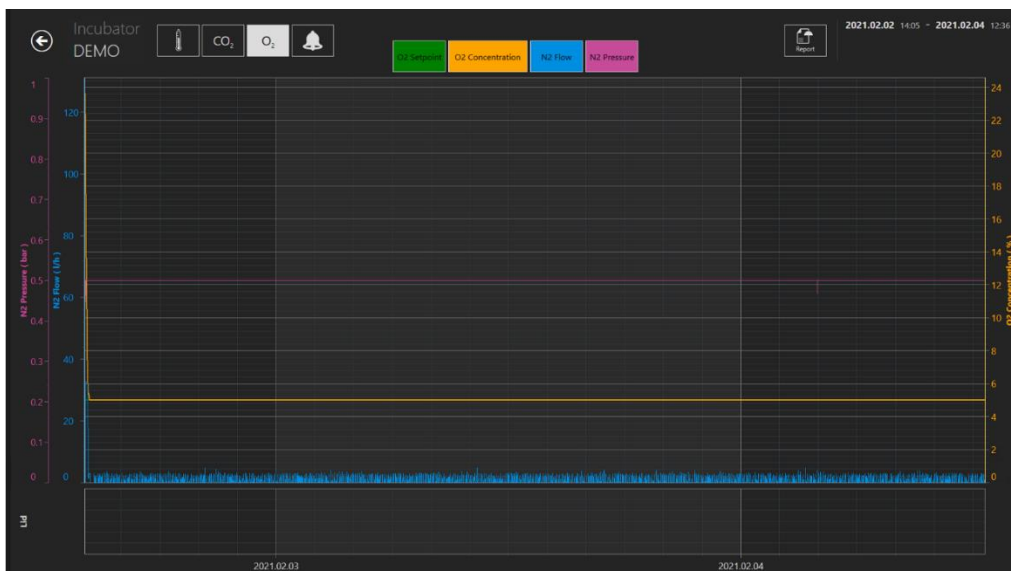 Incubator
DEMO
CO2
O2
Report
2021.02.02 14:05 - 2021.02.04 12:36
O2 Setpoint
O2 Concentration
N2 Flow
N2 Pressure
N2 Pressure ( bar )
1
0.9
0.8
0.7
0.6
0.5
0.4
0.3
0.2
0.1
0
N2 Flow ( l/h )
120
100
80
60
40
20
0
24
22
20
18
16
14
12
10
8
6
4
2
0
O2 Concentration ( % )
Lid
2021.02.03
2021.02.04